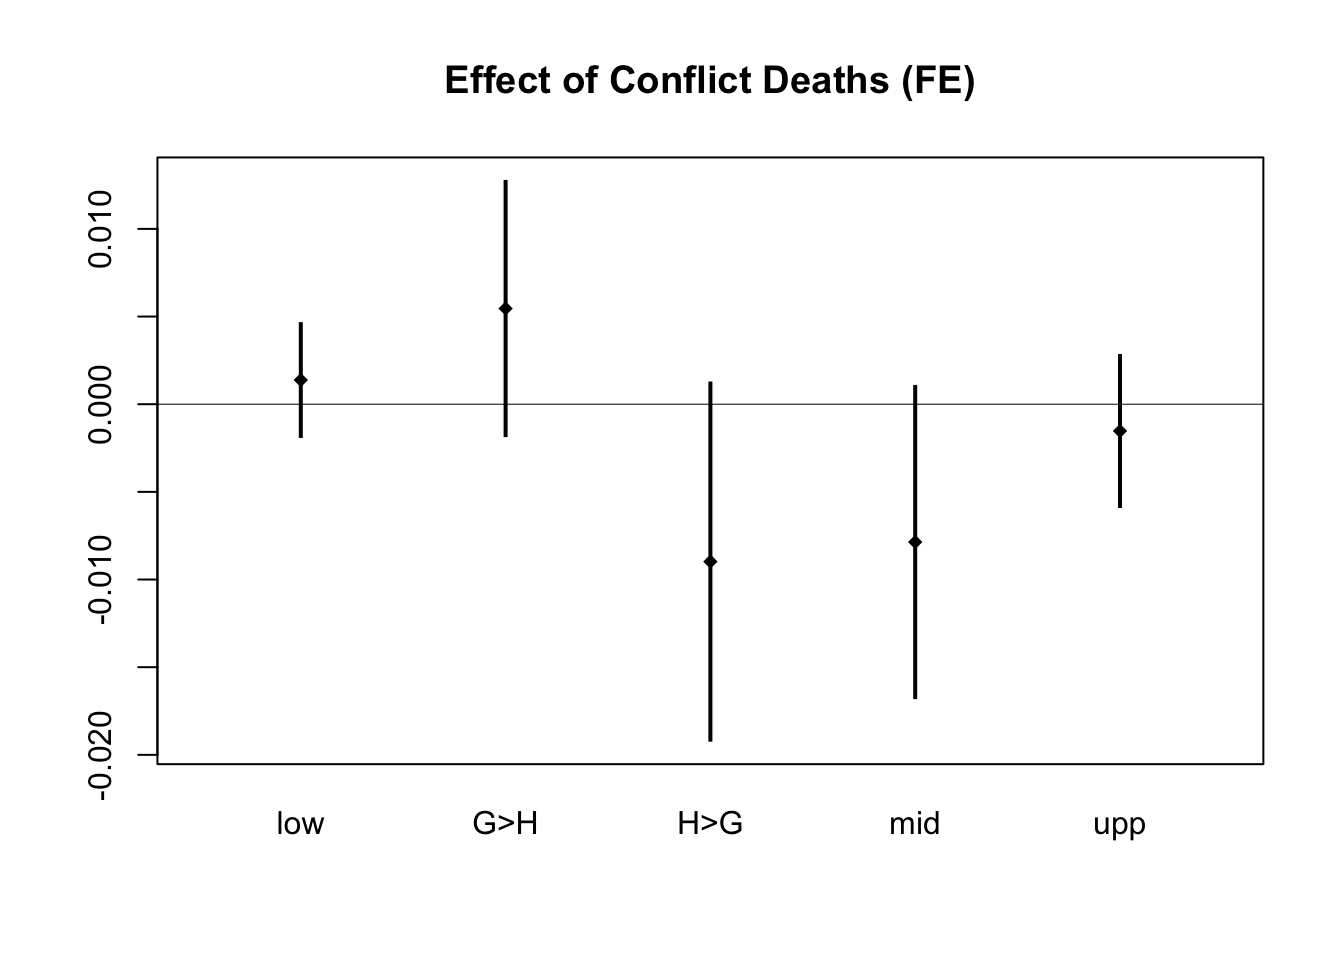 Effect of Conflict Deaths (FE)
0.010
0.000
-0.010
-0.020
low G>H H>G mid upp